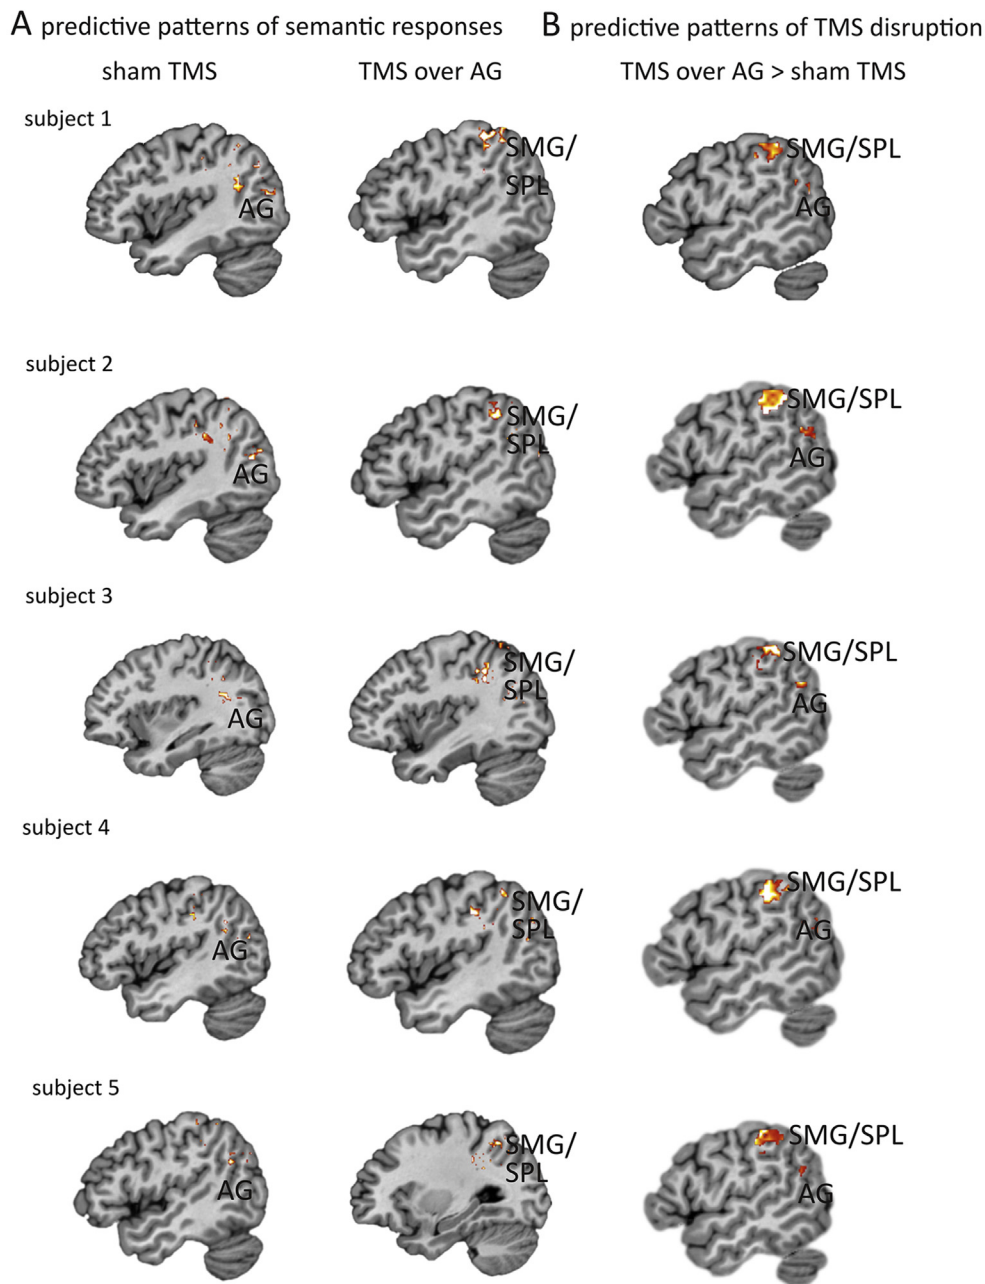 A predictive patterns of semantic responses
B predictive patterns of TMS disruption
sham TMS
TMS over AG
TMS over AG > sham TMS
subject 1
AG
SMG/
SPL
SMG/SPL
AG
subject 2
AG
SMG/
SPL
SMG/SPL
AG
subject 3
AG
SMG/
SPL
SMG/SPL
AG
subject 4
AG
SMG/
SPL
SMG/SPL
AG
subject 5
AG
SMG/
SPL
SMG/SPL
AG